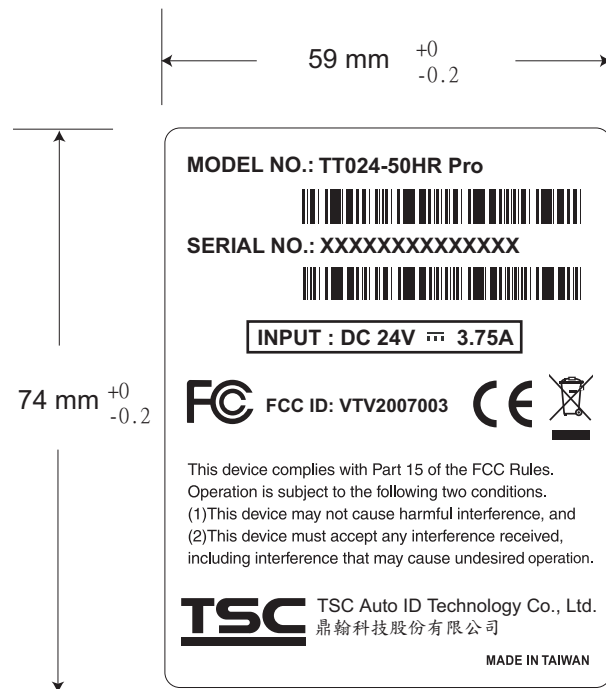 59 mm +0
-0.2
MODEL NO.: TT024-50HR Pro
SERIAL NO.: XXXXXXXXXXXXXX
INPUT : DC 24V ⎓ 3.75A
74 mm +0
-0.2
FC FCC ID: VTV2007003 CE
This device complies with Part 15 of the FCC Rules.
Operation is subject to the following two conditions.
(1)This device may not cause harmful interference, and
(2)This device must accept any interference received,
including interference that may cause undesired operation.
TSC TSC Auto ID Technology Co., Ltd.
鼎翰科技股份有限公司
MADE IN TAIWAN